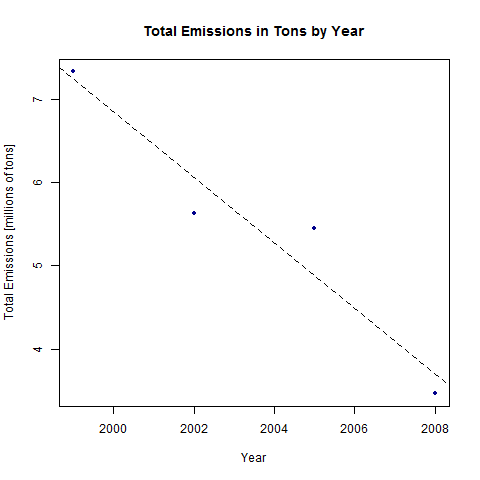 Total Emissions in Tons by Year
Total Emissions [millions of tons]
7
6
5
4
2000 2002 2004 2006 2008
Year